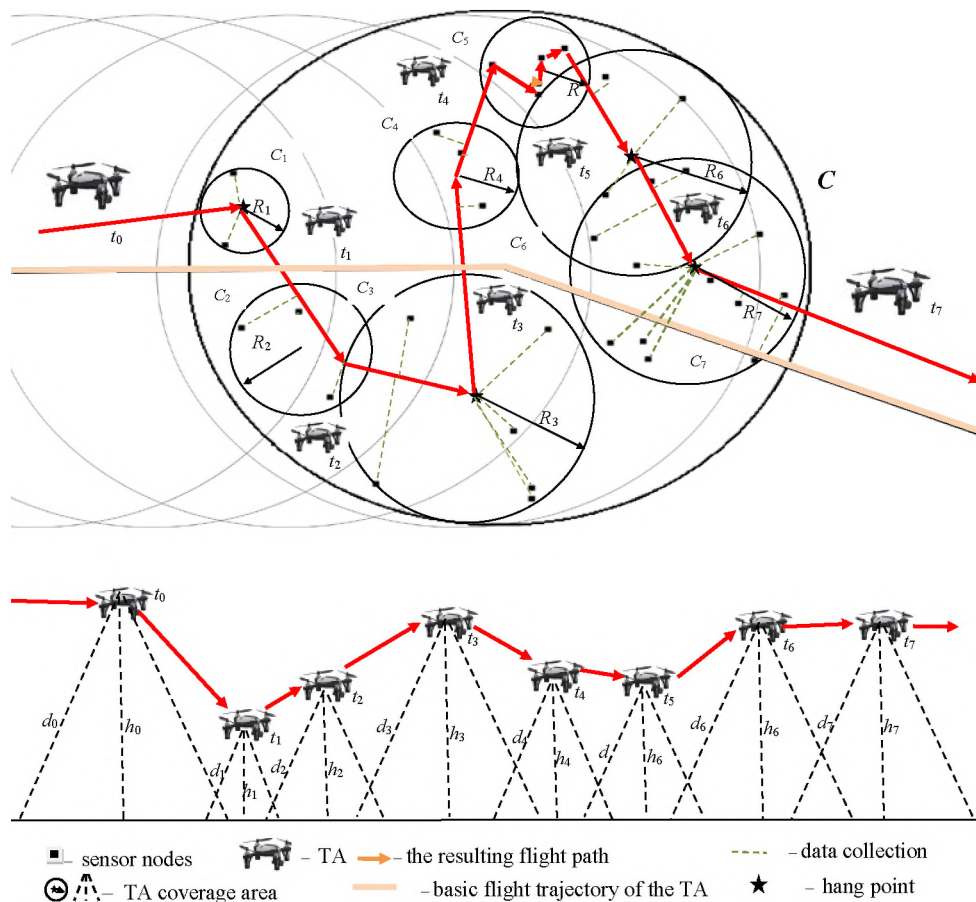 C5
t4
C4
R
C1
t5
R4
R6
C
R1
t6
t0
t1
C6
C2
C3
t3
t7
R7
R2
C7
R3
t2
t0
t3
t6
t7
t2
t4
t5
t1
d0
h0
d3
h3
d4
d6
h6
d7
h7
d1
d2
h2
h4
d
h6
h1
– sensor nodes
– TA
– the resulting flight path
– data collection
– TA coverage area
– basic flight trajectory of the TA
– hang point